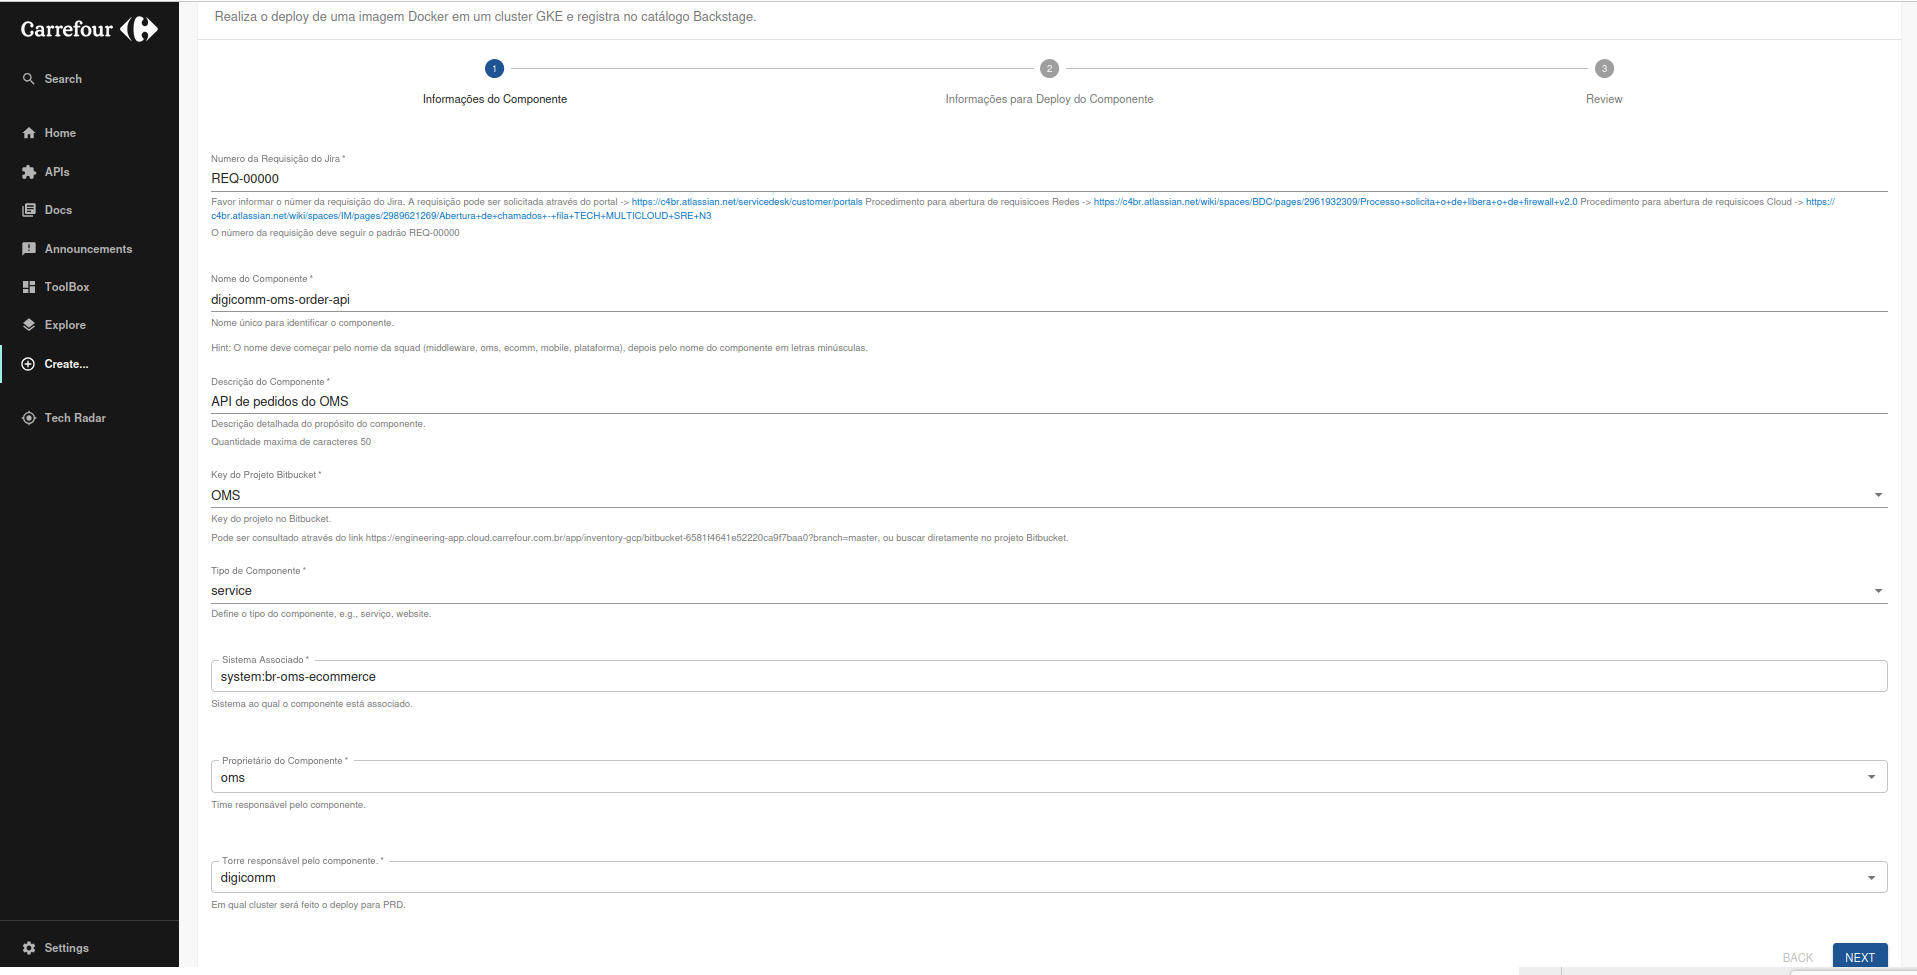 Carrefour
Search
Home
APIs
Docs
Announcements
ToolBox
Explore
Create...
Tech Radar
Settings
Realiza o deploy de uma imagem Docker em um cluster GKE e registra no catálogo Backstage.
1
2
3
Informações do Componente
Informações para Deploy do Componente
Review
Numero da Requisição do Jira *
REQ-00000
Favor informar o númer da requisição do Jira. A requisição pode ser solicitada através do portal -> https://c4br.atlassian.net/servicedesk/customer/portals Procedimento para abertura de requisicoes Redes -> https://c4br.atlassian.net/wiki/spaces/BDC/pages/2961932309/Processo+solicita+o+de+libera+o+de+firewall+v2.0 Procedimento para abertura de requisicoes Cloud -> https://
c4br.atlassian.net/wiki/spaces/IM/pages/2989621269/Abertura+de+chamados+-+fila+TECH+MULTICLOUD+SRE+N3
O número da requisição deve seguir o padrão REQ-00000
Nome do Componente *
digicomm-oms-order-api
Nome único para identificar o componente.
Hint: O nome deve começar pelo nome da squad (middleware, oms, ecomm, mobile, plataforma), depois pelo nome do componente em letras minúsculas.
Descrição do Componente *
API de pedidos do OMS
Descrição detalhada do propósito do componente.
Quantidade maxima de caracteres 50
Key do Projeto Bitbucket *
OMS
Key do projeto no Bitbucket.
Pode ser consultado através do link https://engineering-app.cloud.carrefour.com.br/app/inventory-gcp/bitbucket-6581f4641e52220ca9f7baa0?branch=master, ou buscar diretamente no projeto Bitbucket.
Tipo de Componente *
service
Define o tipo do componente, e.g., serviço, website.
Sistema Associado *
system:br-oms-ecommerce
Sistema ao qual o componente está associado.
Proprietário do Componente *
oms
Time responsável pelo componente.
Torre responsável pelo componente. *
digicomm
Em qual cluster será feito o deploy para PRD.
BACK
NEXT